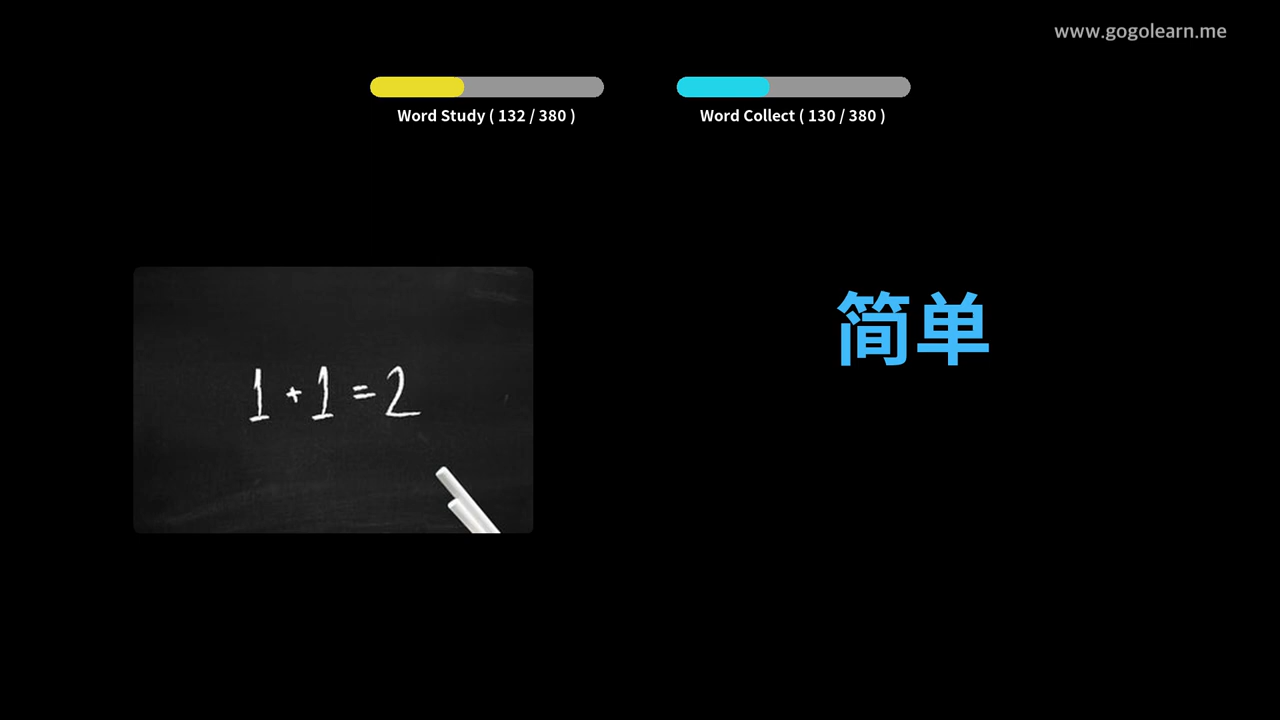 www.gogolearn.me
Word Study ( 132 / 380 )
Word Collect ( 130 / 380 )
简单
1 + 1 = 2